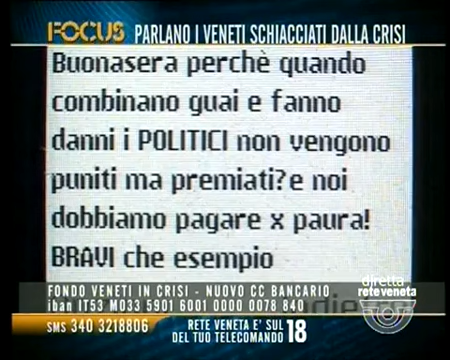 FOCUS PARLANO I VENETI SCHIACCIATI DALLA CRISI
Buonasera perchè quando
combinano guai e fanno
danni i POLITICI non vengono
puniti ma premiati?e noi
dobbiamo pagare x paura!
BRAVI che esempio
diretta
reteveneta
FONDO VENETI IN CRISI - NUOVO CC BANCARIO
iban IT53 M033 5901 6001 0000 0078 840
SMS 340 3218806
RETE VENETA E' SUL 18
DEL TUO TELECOMANDO